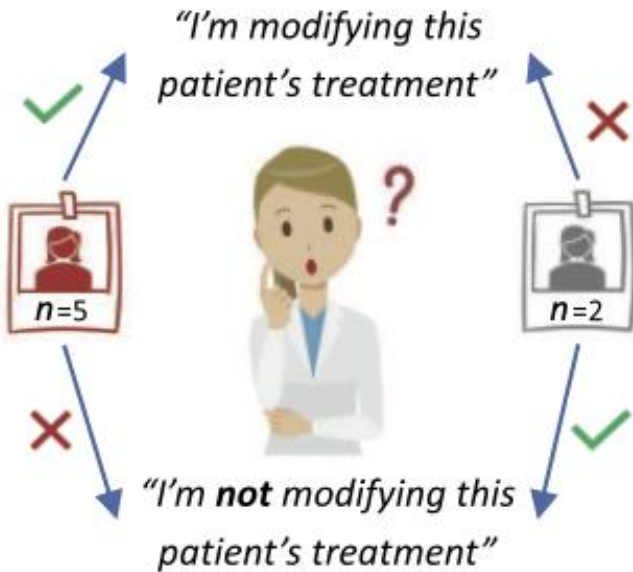 “I’m modifying this
patient’s treatment”
?
n=5
n=2
“I’m not modifying this
patient’s treatment”